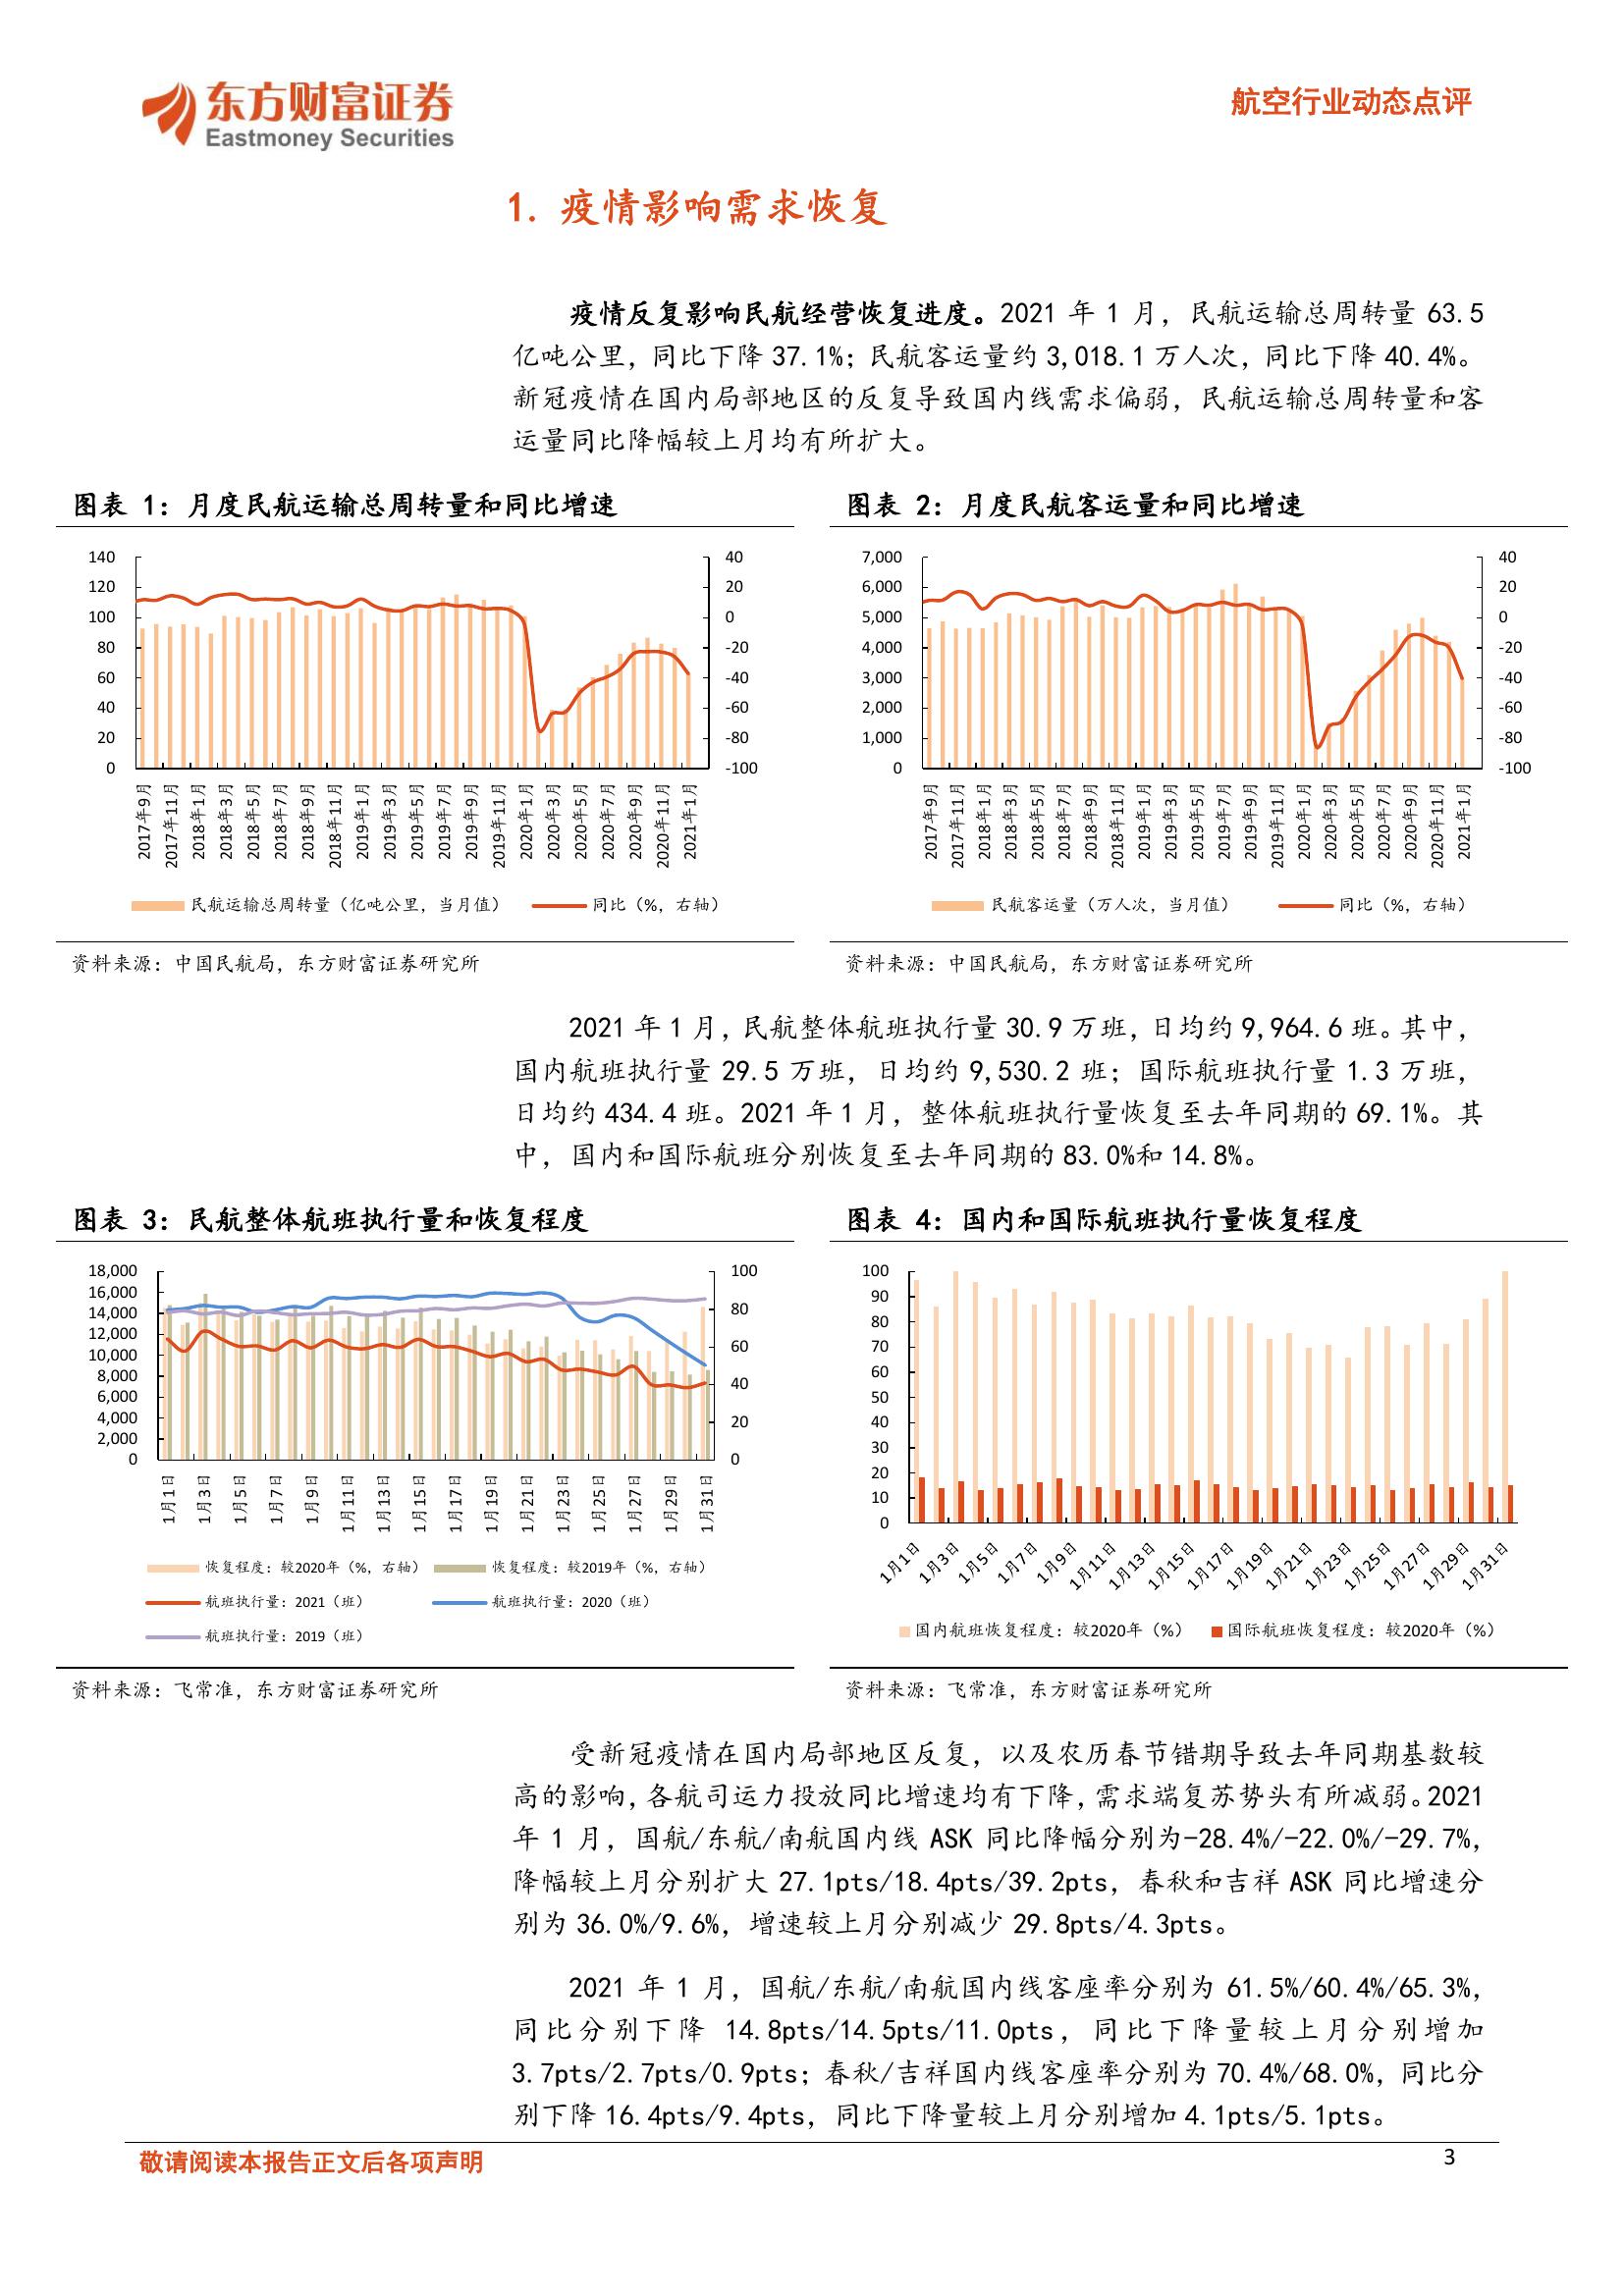 东方财富证券
Eastmoney Securities
航空行业动态点评
1. 疫情影响需求恢复
疫情反复影响民航经营恢复进度。2021 年 1 月，民航运输总周转量 63.5
亿吨公里，同比下降 37.1%；民航客运量约 3,018.1 万人次，同比下降 40.4%。
新冠疫情在国内局部地区的反复导致国内线需求偏弱，民航运输总周转量和客
运量同比降幅较上月均有所扩大。
图表 1：月度民航运输总周转量和同比增速
140
120
100
80
60
40
20
0
40
20
0
-20
-40
-60
-80
-100
2017年9月
2017年11月
2018年1月
2018年3月
2018年5月
2018年7月
2018年9月
2018年11月
2019年1月
2019年3月
2019年5月
2019年7月
2019年9月
2019年11月
2020年1月
2020年3月
2020年5月
2020年7月
2020年9月
2020年11月
2021年1月
民航运输总周转量（亿吨公里，当月值）
同比（%，右轴）
资料来源：中国民航局，东方财富证券研究所
图表 2：月度民航客运量和同比增速
7,000
6,000
5,000
4,000
3,000
2,000
1,000
0
40
20
0
-20
-40
-60
-80
-100
2017年9月
2017年11月
2018年1月
2018年3月
2018年5月
2018年7月
2018年9月
2018年11月
2019年1月
2019年3月
2019年5月
2019年7月
2019年9月
2019年11月
2020年1月
2020年3月
2020年5月
2020年7月
2020年9月
2020年11月
2021年1月
民航客运量（万人次，当月值）
同比（%，右轴）
资料来源：中国民航局，东方财富证券研究所
2021 年 1 月，民航整体航班执行量 30.9 万班，日均约 9,964.6 班。其中，
国内航班执行量 29.5 万班，日均约 9,530.2 班；国际航班执行量 1.3 万班，
日均约 434.4 班。2021 年 1 月，整体航班执行量恢复至去年同期的 69.1%。其
中，国内和国际航班分别恢复至去年同期的 83.0%和 14.8%。
图表 3：民航整体航班执行量和恢复程度
18,000
16,000
14,000
12,000
10,000
8,000
6,000
4,000
2,000
0
100
80
60
40
20
0
1月1日
1月3日
1月5日
1月7日
1月9日
1月11日
1月13日
1月15日
1月17日
1月19日
1月21日
1月23日
1月25日
1月27日
1月29日
1月31日
恢复程度：较2020年（%，右轴）
恢复程度：较2019年（%，右轴）
航班执行量：2021（班）
航班执行量：2020（班）
航班执行量：2019（班）
资料来源：飞常准，东方财富证券研究所
图表 4：国内和国际航班执行量恢复程度
100
90
80
70
60
50
40
30
20
10
0
1月1日
1月3日
1月5日
1月7日
1月9日
1月11日
1月13日
1月15日
1月17日
1月19日
1月21日
1月23日
1月25日
1月27日
1月29日
1月31日
国内航班恢复程度：较2020年（%）
国际航班恢复程度：较2020年（%）
资料来源：飞常准，东方财富证券研究所
受新冠疫情在国内局部地区反复，以及农历春节错期导致去年同期基数较
高的影响，各航司运力投放同比增速均有下降，需求端复苏势头有所减弱。2021
年 1 月，国航/东航/南航国内线 ASK 同比降幅分别为-28.4%/-22.0%/-29.7%，
降幅较上月分别扩大 27.1pts/18.4pts/39.2pts，春秋和吉祥 ASK 同比增速分
别为 36.0%/9.6%，增速较上月分别减少 29.8pts/4.3pts。
2021 年 1 月，国航/东航/南航国内线客座率分别为 61.5%/60.4%/65.3%，
同比分别下降 14.8pts/14.5pts/11.0pts，同比下降量较上月分别增加
3.7pts/2.7pts/0.9pts；春秋/吉祥国内线客座率分别为 70.4%/68.0%，同比分
别下降 16.4pts/9.4pts，同比下降量较上月分别增加 4.1pts/5.1pts。
敬请阅读本报告正文后各项声明
3